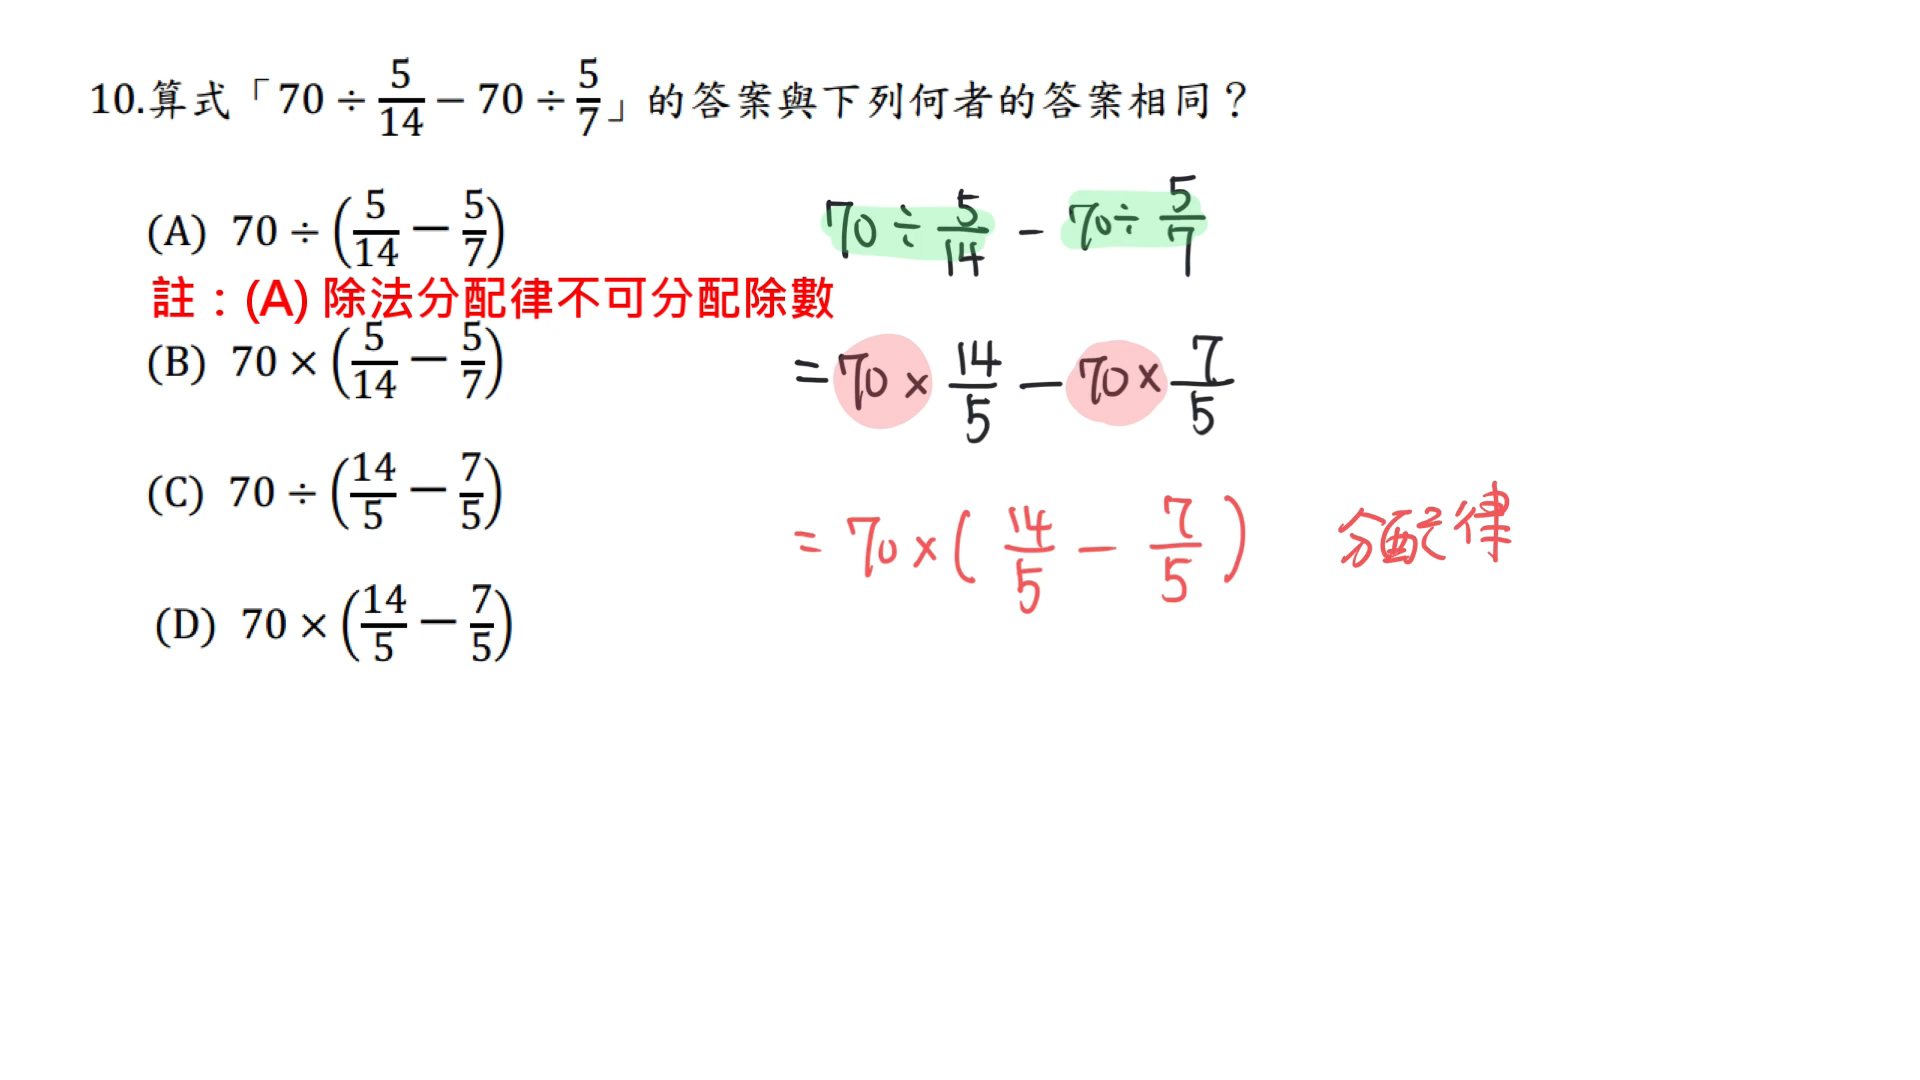 10.算式「70 ÷ 5/14 − 70 ÷ 5/7」的答案與下列何者的答案相同？
(A) 70 ÷ (5/14 − 5/7)
註：(A) 除法分配律不可分配除數
(B) 70 × (5/14 − 5/7)
(C) 70 ÷ (14/5 − 7/5)
(D) 70 × (14/5 − 7/5)
70 ÷ 5/14 − 70 ÷ 5/7
= 70 × 14/5 − 70 × 7/5
= 70 × (14/5 − 7/5) 分配律